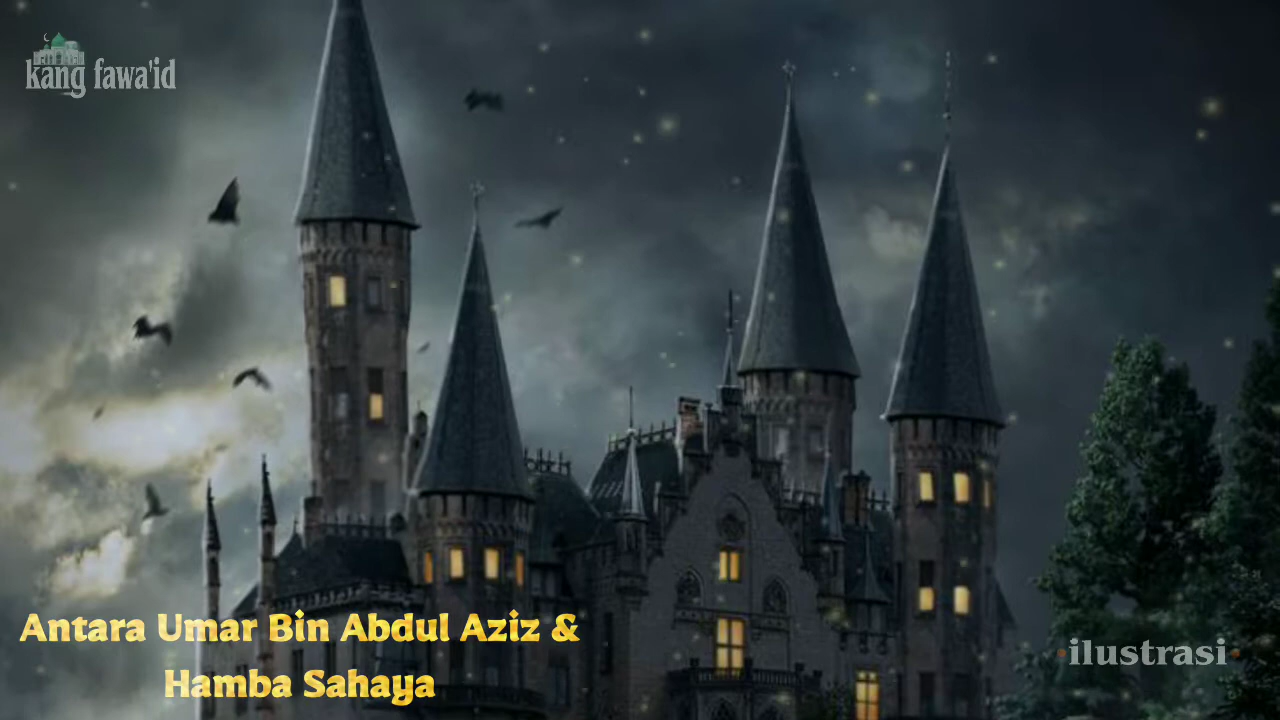 kang fawa'id
Antara Umar Bin Abdul Aziz &
Hamba Sahaya
•ilustrasi•